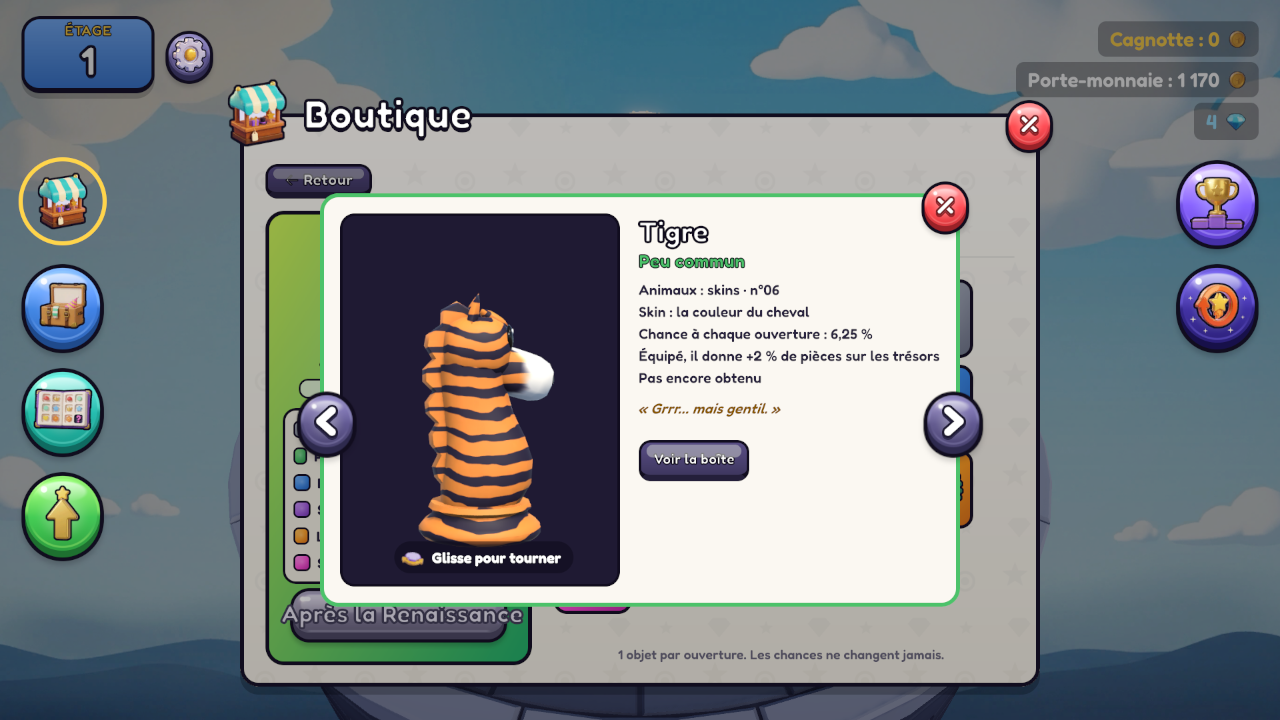 ÉTAGE
1
Cagnotte : 0
Porte-monnaie : 1 170
4
Boutique
← Retour
Tigre
Peu commun
Animaux : skins · n°06
Skin : la couleur du cheval
Chance à chaque ouverture : 6,25 %
Équipé, il donne +2 % de pièces sur les trésors
Pas encore obtenu
« Grrr... mais gentil. »
Voir la boîte
Glisse pour tourner
Après la Renaissance
1 objet par ouverture. Les chances ne changent jamais.